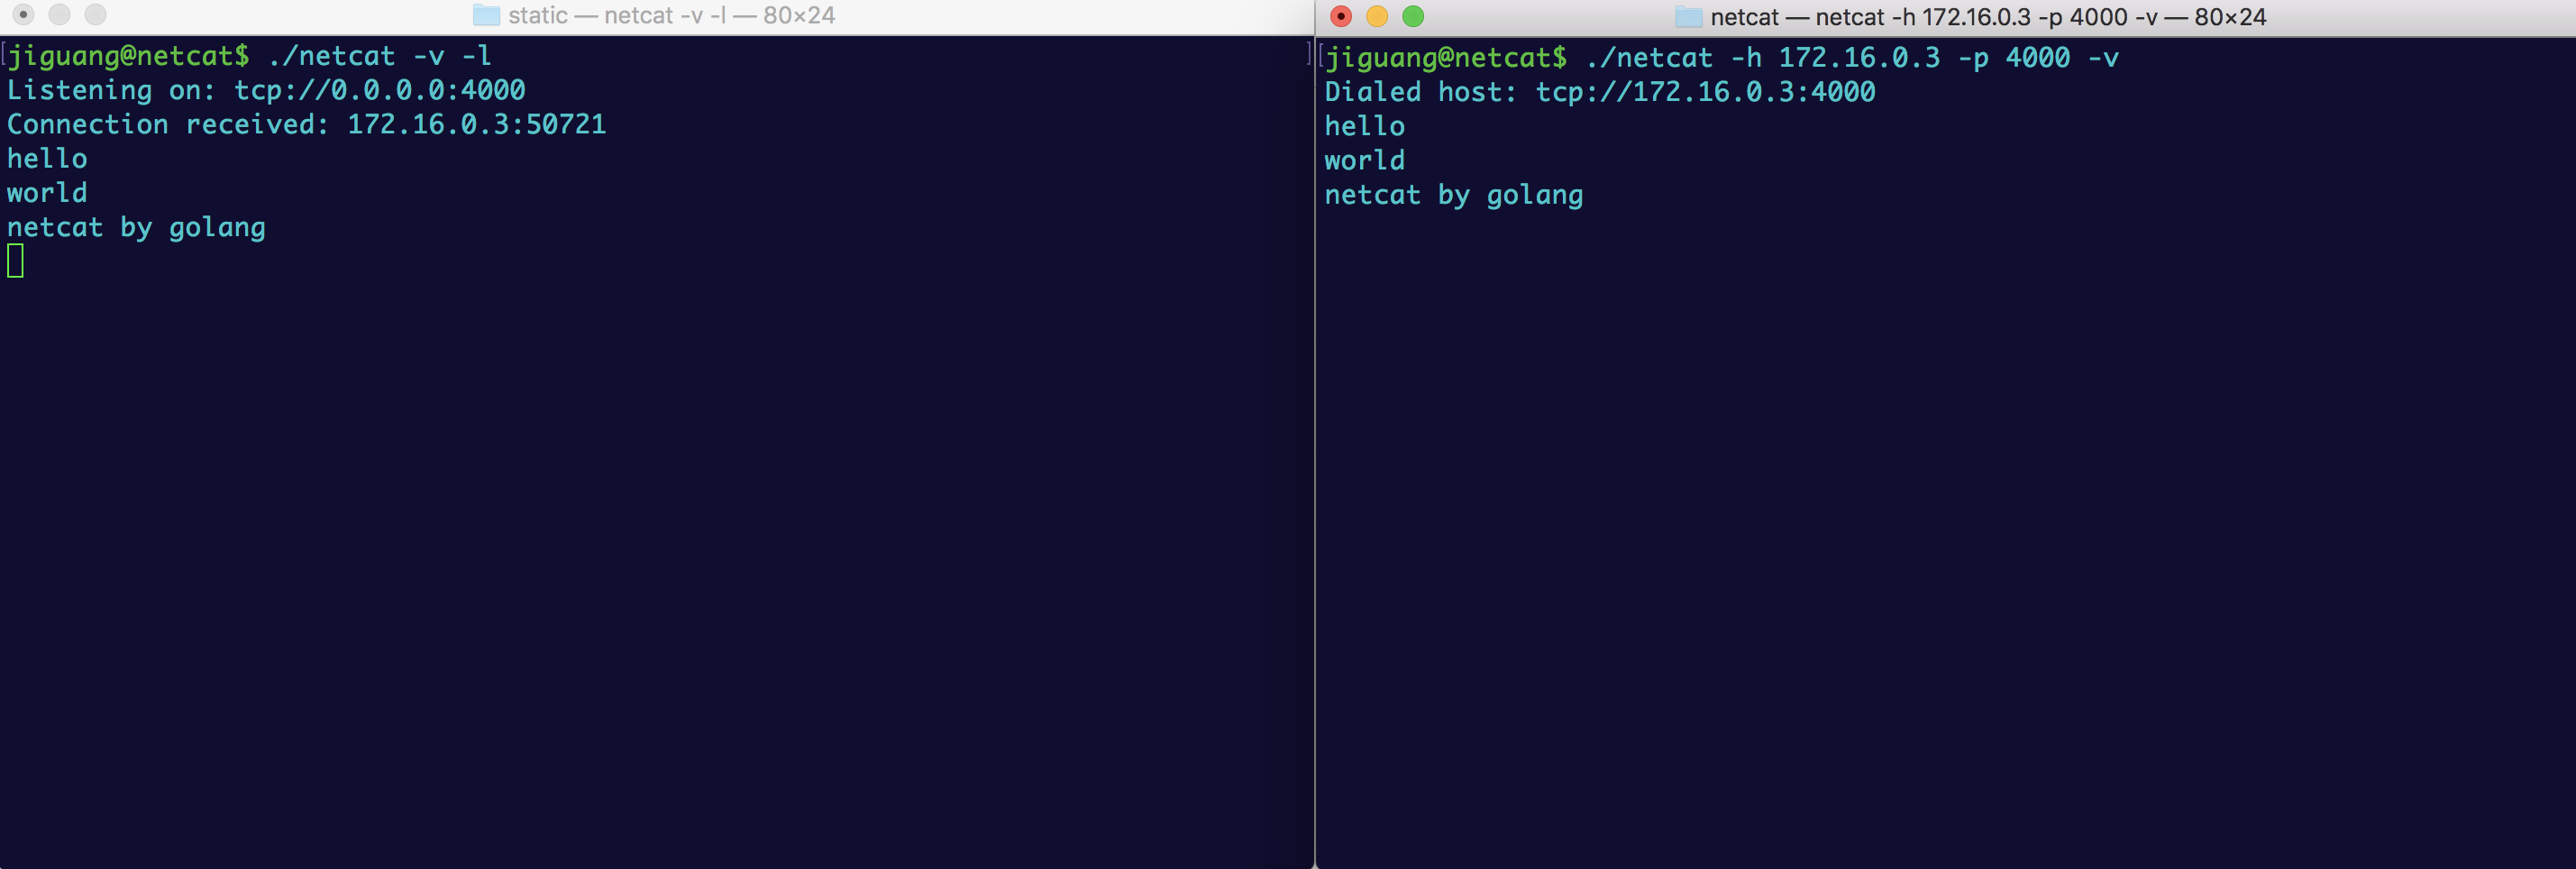 static — netcat -v -l — 80×24
[jiguang@netcat$ ./netcat -v -l ]
Listening on: tcp://0.0.0.0:4000
Connection received: 172.16.0.3:50721
hello
world
netcat by golang
netcat — netcat -h 172.16.0.3 -p 4000 -v — 80×24
[jiguang@netcat$ ./netcat -h 172.16.0.3 -p 4000 -v
Dialed host: tcp://172.16.0.3:4000
hello
world
netcat by golang